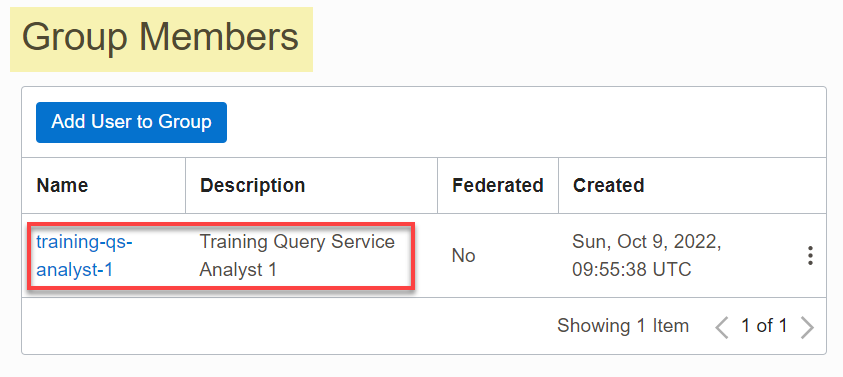 Group Members
Add User to Group
Name Description Federated Created
training-qs- Training Query Service Sun, Oct 9, 2022,
analyst-1 Analyst 1 No 09:55:38 UTC
Showing 1 Item 1 of 1